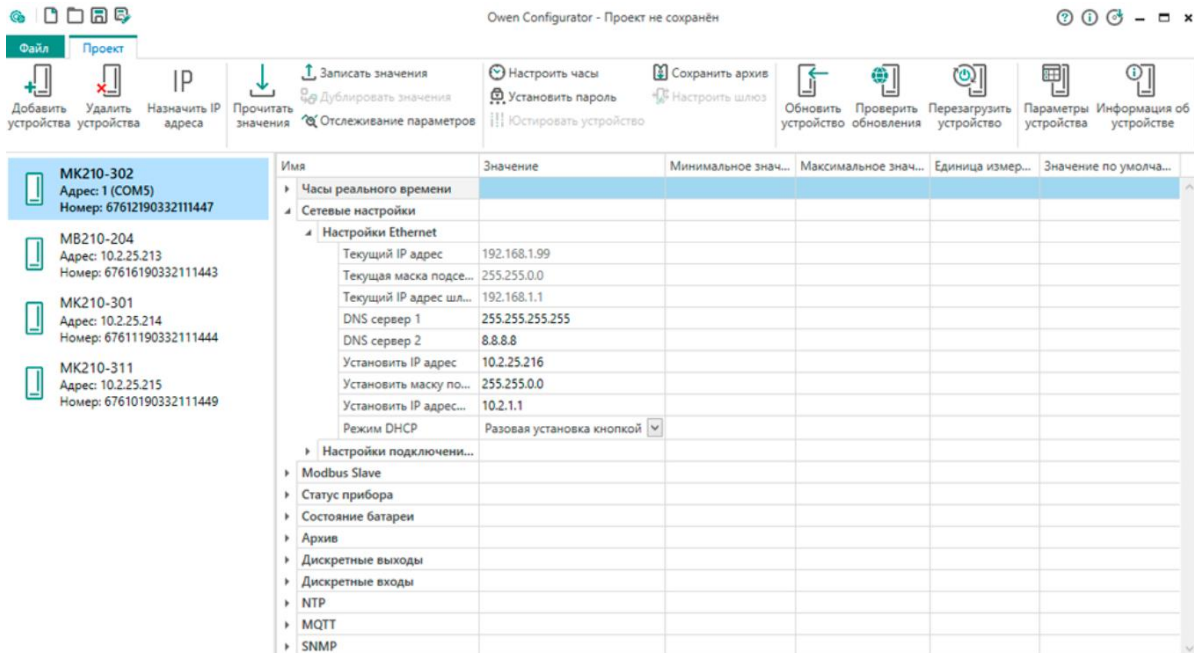 Owen Configurator - Проект не сохранён
Файл
Проект
Добавить устройства
Удалить устройства
IP
Назначить IP адреса
Прочитать значения
Записать значения
Дублировать значения
Отслеживание параметров
Настроить часы
Установить пароль
Юстировать устройство
Сохранить архив
Настроить шлюз
Обновить устройство
Проверить обновления
Перезагрузить устройство
Параметры устройства
Информация об устройстве
МК210-302
Адрес: 1 (COM5)
Номер: 67612190332111447
МВ210-204
Адрес: 10.2.25.213
Номер: 67616190332111443
МК210-301
Адрес: 10.2.25.214
Номер: 67611190332111444
МК210-311
Адрес: 10.2.25.215
Номер: 67610190332111449
Имя Значение Минимальное знач... Максимальное знач... Единица измер... Значение по умолча...
Часы реального времени
Сетевые настройки
Настройки Ethernet
Текущий IP адрес 192.168.1.99
Текущая маска подсе... 255.255.0.0
Текущий IP адрес шл... 192.168.1.1
DNS сервер 1 255.255.255.255
DNS сервер 2 8.8.8.8
Установить IP адрес 10.2.25.216
Установить маску по... 255.255.0.0
Установить IP адрес... 10.2.1.1
Режим DHCP Разовая установка кнопкой
Настройки подключени...
Modbus Slave
Статус прибора
Состояние батареи
Архив
Дискретные выходы
Дискретные входы
NTP
MQTT
SNMP